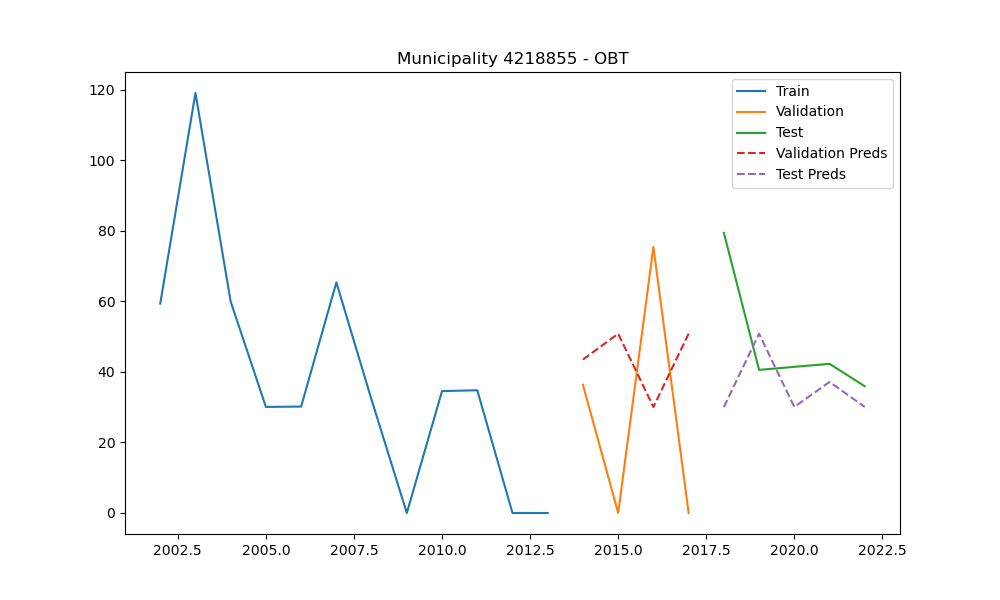 Municipality 4218855 - OBT
120
100
80
60
40
20
0
2002.5 2005.0 2007.5 2010.0 2012.5 2015.0 2017.5 2020.0 2022.5
Train
Validation
Test
Validation Preds
Test Preds